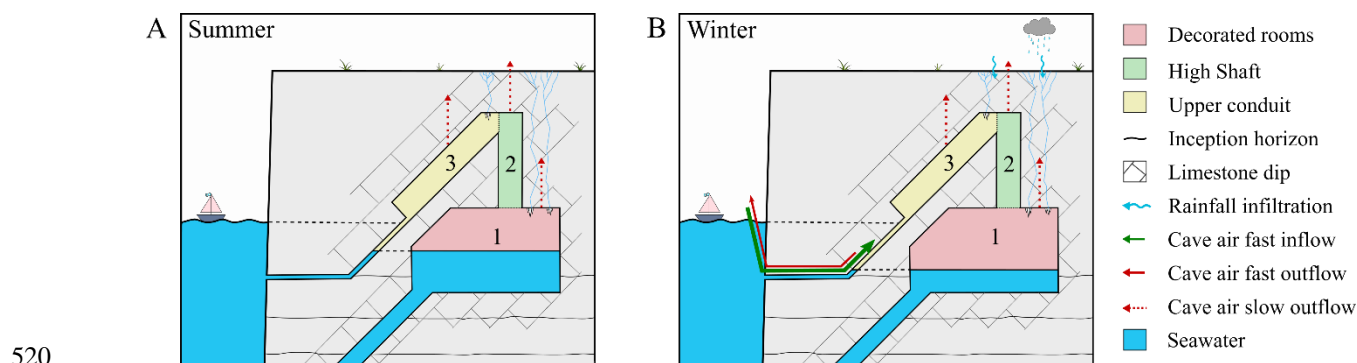 A
Summer
3
2
1
B
Winter
3
2
1
Decorated rooms
High Shaft
Upper conduit
Inception horizon
Limestone dip
Rainfall infiltration
Cave air fast inflow
Cave air fast outflow
Cave air slow outflow
Seawater
520